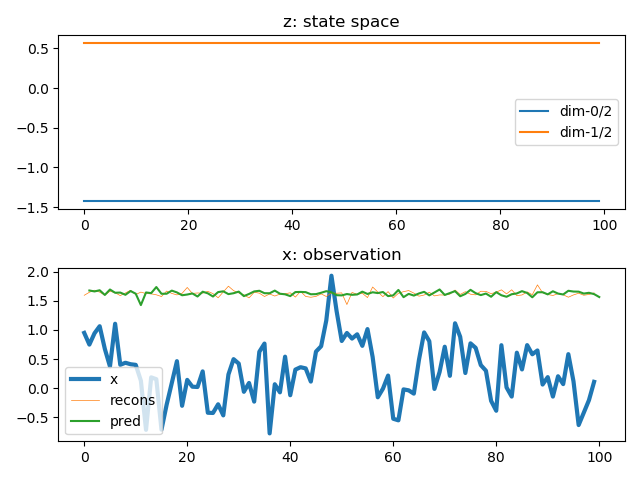 z: state space
0.5
0.0
−0.5
−1.0
−1.5
dim-0/2
dim-1/2
0 20 40 60 80 100
x: observation
2.0
1.5
1.0
0.5
0.0
−0.5
x
recons
pred
0 20 40 60 80 100